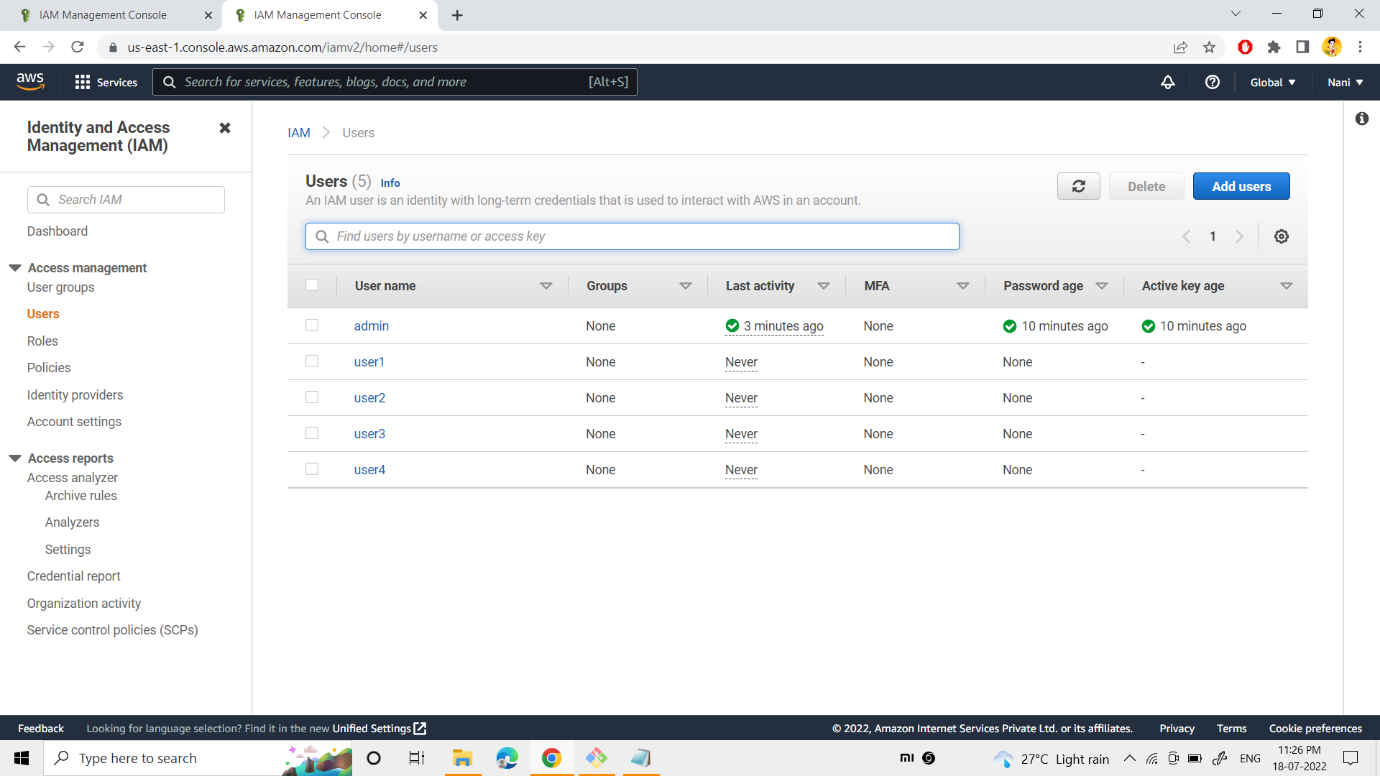 IAM Management Console
IAM Management Console
us-east-1.console.aws.amazon.com/iamv2/home#/users
aws
Services
Search for services, features, blogs, docs, and more
[Alt+S]
Global
Nani
Identity and Access
Management (IAM)
Search IAM
Dashboard
Access management
User groups
Users
Roles
Policies
Identity providers
Account settings
Access reports
Access analyzer
Archive rules
Analyzers
Settings
Credential report
Organization activity
Service control policies (SCPs)
IAM > Users
Users (5) Info
An IAM user is an identity with long-term credentials that is used to interact with AWS in an account.
Delete
Add users
Find users by username or access key
1
User name Groups Last activity MFA Password age Active key age
admin None 3 minutes ago None 10 minutes ago 10 minutes ago
user1 None Never None None -
user2 None Never None None -
user3 None Never None None -
user4 None Never None None -
Feedback
Looking for language selection? Find it in the new Unified Settings
© 2022, Amazon Internet Services Private Ltd. or its affiliates.
Privacy
Terms
Cookie preferences
Type here to search
27°C Light rain
ENG
11:26 PM
18-07-2022